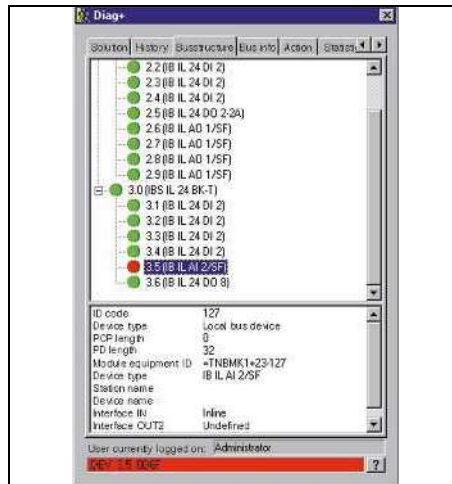 Diag+
Solution History Busstructure Bus info Action
2.2 (IB IL 24 DI 2)
2.3 (IB IL 24 DI 2)
2.4 (IB IL 24 DI 2)
2.5 (IB IL 24 DO 2-2A)
2.6 (IB IL AO 1/SF)
2.7 (IB IL AO 1/SF)
2.8 (IB IL AO 1/SF)
2.9 (IB IL AO 1/SF)
3.0 (IBS IL 24 BK-T)
3.1 (IB IL 24 DI 2)
3.2 (IB IL 24 DI 2)
3.3 (IB IL 24 DI 2)
3.4 (IB IL 24 DI 2)
3.5 (IB IL AI 2/SF)
3.6 (IB IL 24 DO 8)
ID code 127
Device type Local bus device
PCP length 0
PD length 32
Module equipment ID =TNBMK1+23-127
Device type IB IL AI 2/SF
Station name
Device name
Interface IN Inline
Interface OUT2 Undefined
User currently logged on: Administrator
DEV 3.5 0D6F
?